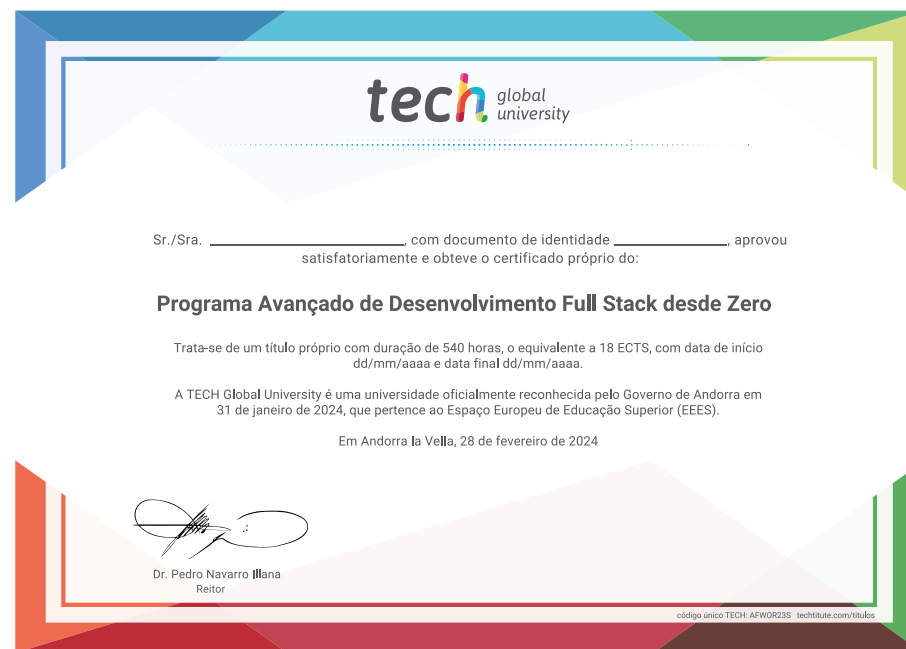 tech global university
Sr./Sra. ____________________, com documento de identidade ____________, aprovou
satisfatoriamente e obteve o certificado próprio do:
Programa Avançado de Desenvolvimento Full Stack desde Zero
Trata-se de um título próprio com duração de 540 horas, o equivalente a 18 ECTS, com data de início
dd/mm/aaaa e data final dd/mm/aaaa.
A TECH Global University é uma universidade oficialmente reconhecida pelo Governo de Andorra em
31 de janeiro de 2024, que pertence ao Espaço Europeu de Educação Superior (EEES).
Em Andorra la Vella, 28 de fevereiro de 2024
Dr. Pedro Navarro Illana
Reitor
código único TECH: AFWOR23S techtitute.com/titulos